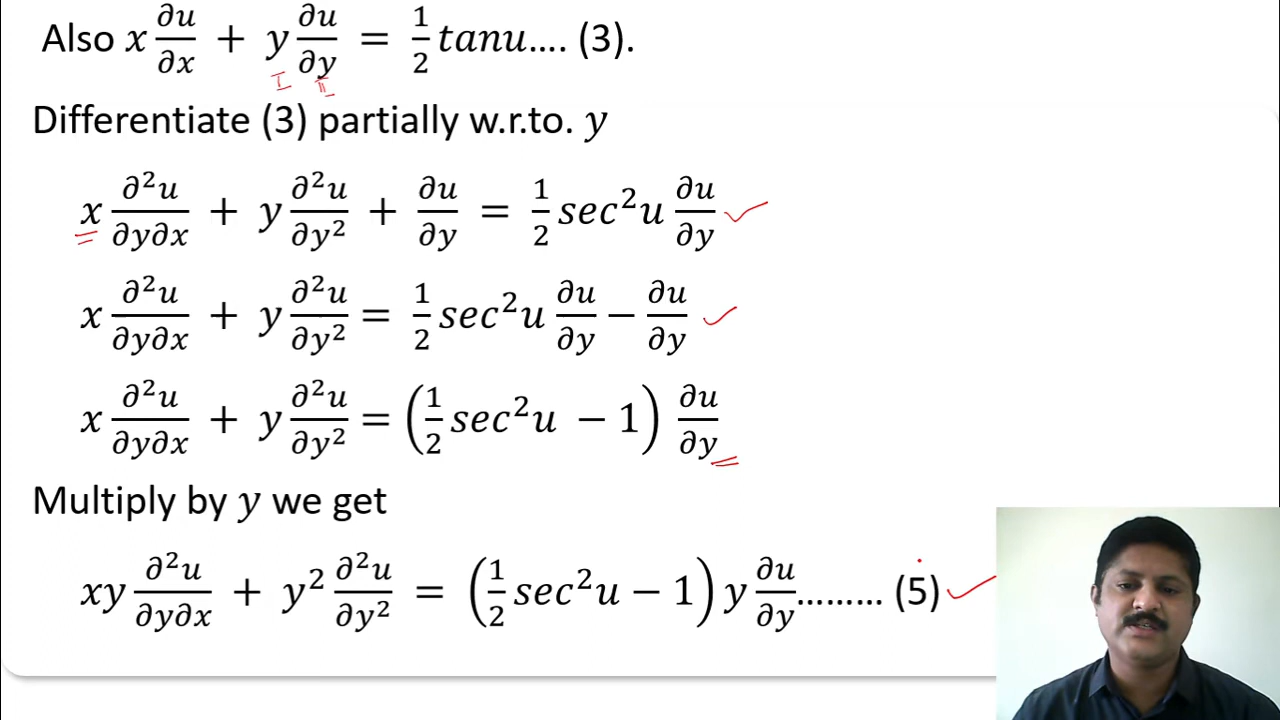 Also x ∂u/∂x + y ∂u/∂y = 1/2 tanu.... (3).
I II
Differentiate (3) partially w.r.to. y
x ∂²u/∂y∂x + y ∂²u/∂y² + ∂u/∂y = 1/2 sec²u ∂u/∂y
x ∂²u/∂y∂x + y ∂²u/∂y² = 1/2 sec²u ∂u/∂y − ∂u/∂y
x ∂²u/∂y∂x + y ∂²u/∂y² = (1/2 sec²u − 1) ∂u/∂y
Multiply by y we get
xy ∂²u/∂y∂x + y² ∂²u/∂y² = (1/2 sec²u − 1) y ∂u/∂y ......... (5)